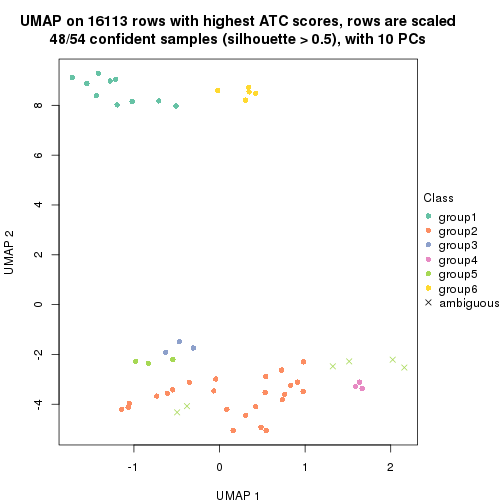 UMAP on 16113 rows with highest ATC scores, rows are scaled
48/54 confident samples (silhouette > 0.5), with 10 PCs
8
6
4
2
0
-2
-4
UMAP 2
-1
0
1
2
UMAP 1
Class
group1
group2
group3
group4
group5
group6
ambiguous